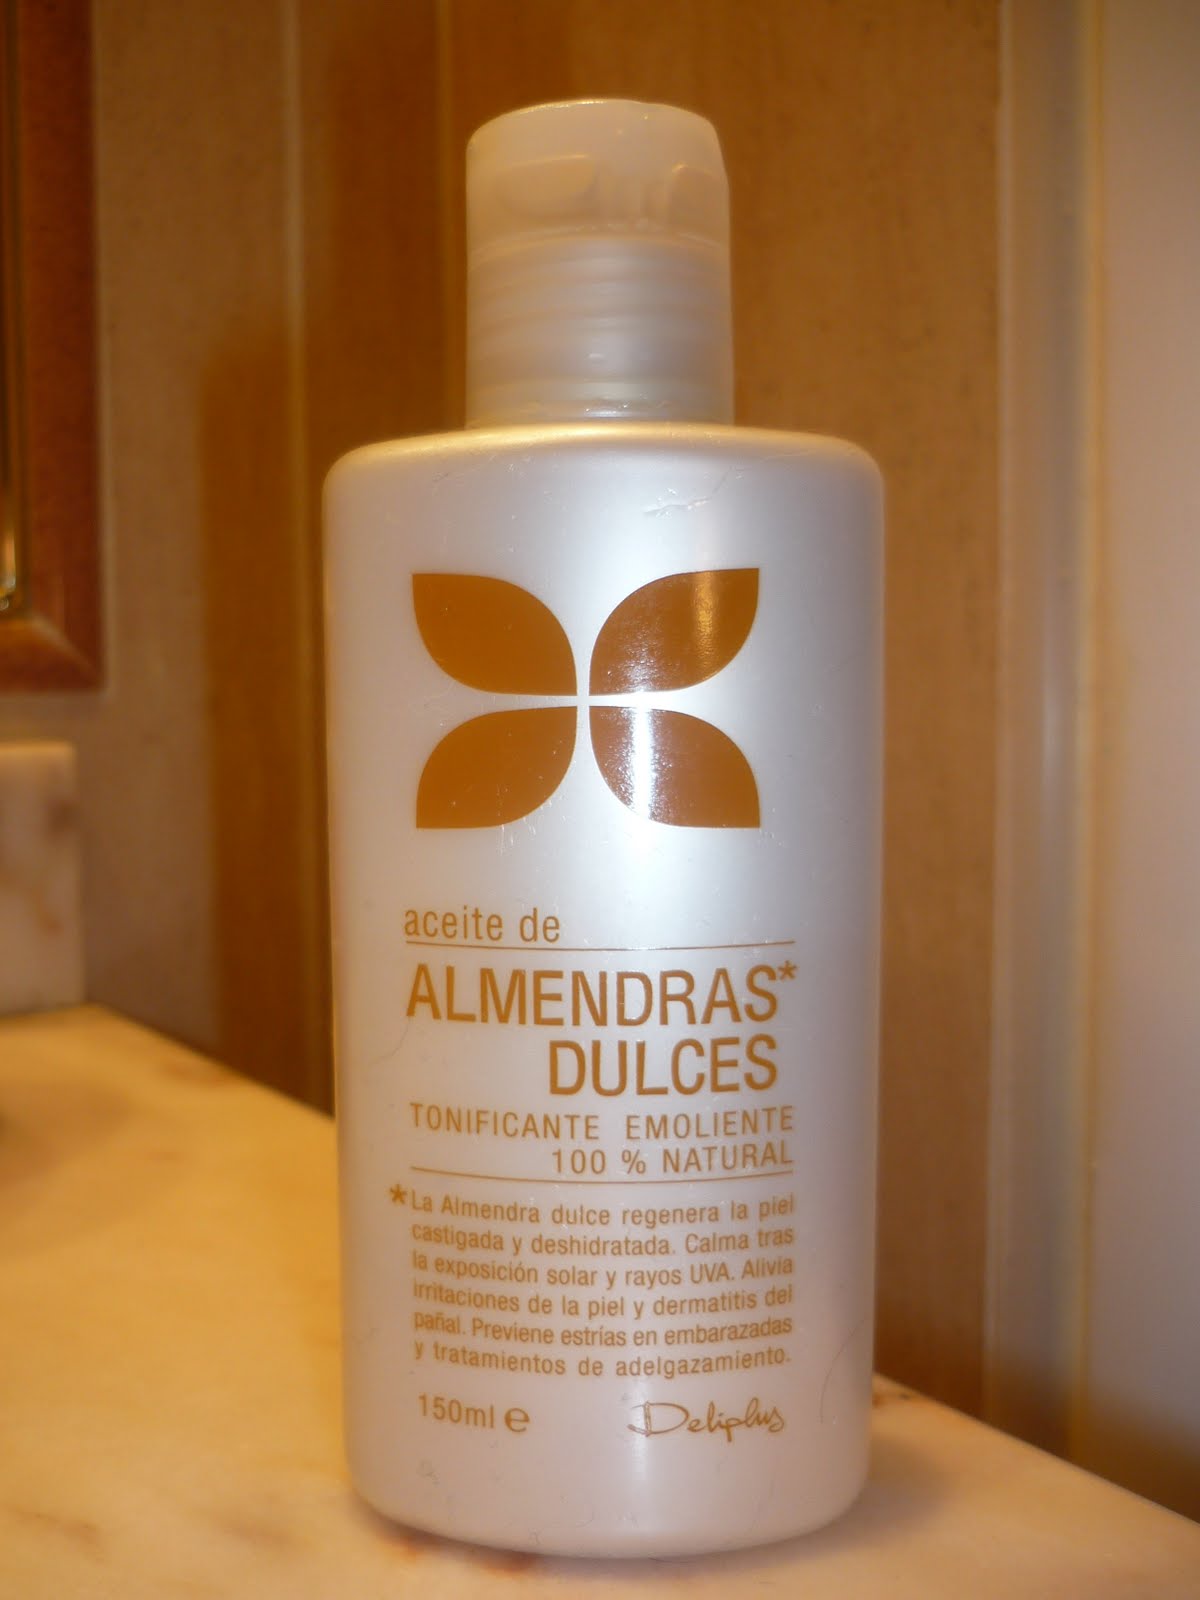 aceite de
ALMENDRAS*
DULCES
TONIFICANTE EMOLIENTE
100 % NATURAL
*La Almendra dulce regenera la piel
castigada y deshidratada. Calma tras
la exposición solar y rayos UVA. Alivia
irritaciones de la piel y dermatitis del
pañal. Previene estrías en embarazadas
y tratamientos de adelgazamiento.
150ml ℮ Deliplus